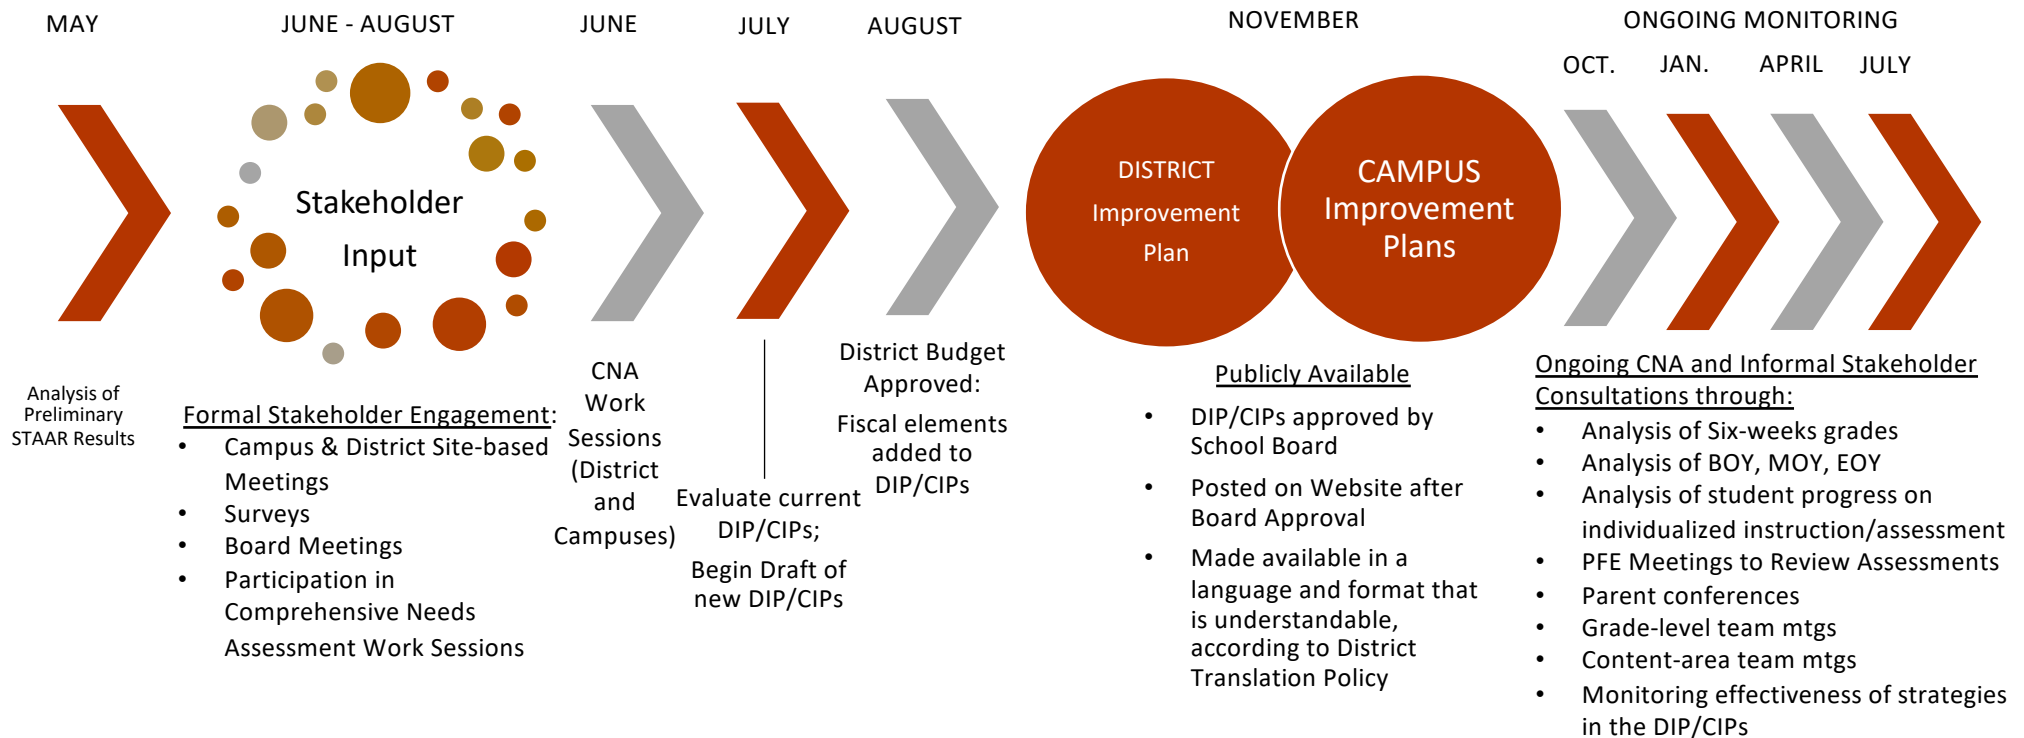 MAY
JUNE - AUGUST
JUNE
JULY
AUGUST
NOVEMBER
ONGOING MONITORING
OCT.
JAN.
APRIL
JULY
Stakeholder
Input
DISTRICT
Improvement
Plan
CAMPUS
Improvement
Plans
Analysis of
Preliminary
STAAR Results
Formal Stakeholder Engagement:
• Campus & District Site-based
Meetings
• Surveys
• Board Meetings
• Participation in
Comprehensive Needs
Assessment Work Sessions
CNA
Work
Sessions
(District
and
Campuses)
Evaluate current
DIP/CIPs;
Begin Draft of
new DIP/CIPs
District Budget
Approved:
Fiscal elements
added to
DIP/CIPs
Publicly Available
• DIP/CIPs approved by
School Board
• Posted on Website after
Board Approval
• Made available in a
language and format that
is understandable,
according to District
Translation Policy
Ongoing CNA and Informal Stakeholder
Consultations through:
• Analysis of Six-weeks grades
• Analysis of BOY, MOY, EOY
• Analysis of student progress on
individualized instruction/assessment
• PFE Meetings to Review Assessments
• Parent conferences
• Grade-level team mtgs
• Content-area team mtgs
• Monitoring effectiveness of strategies
in the DIP/CIPs